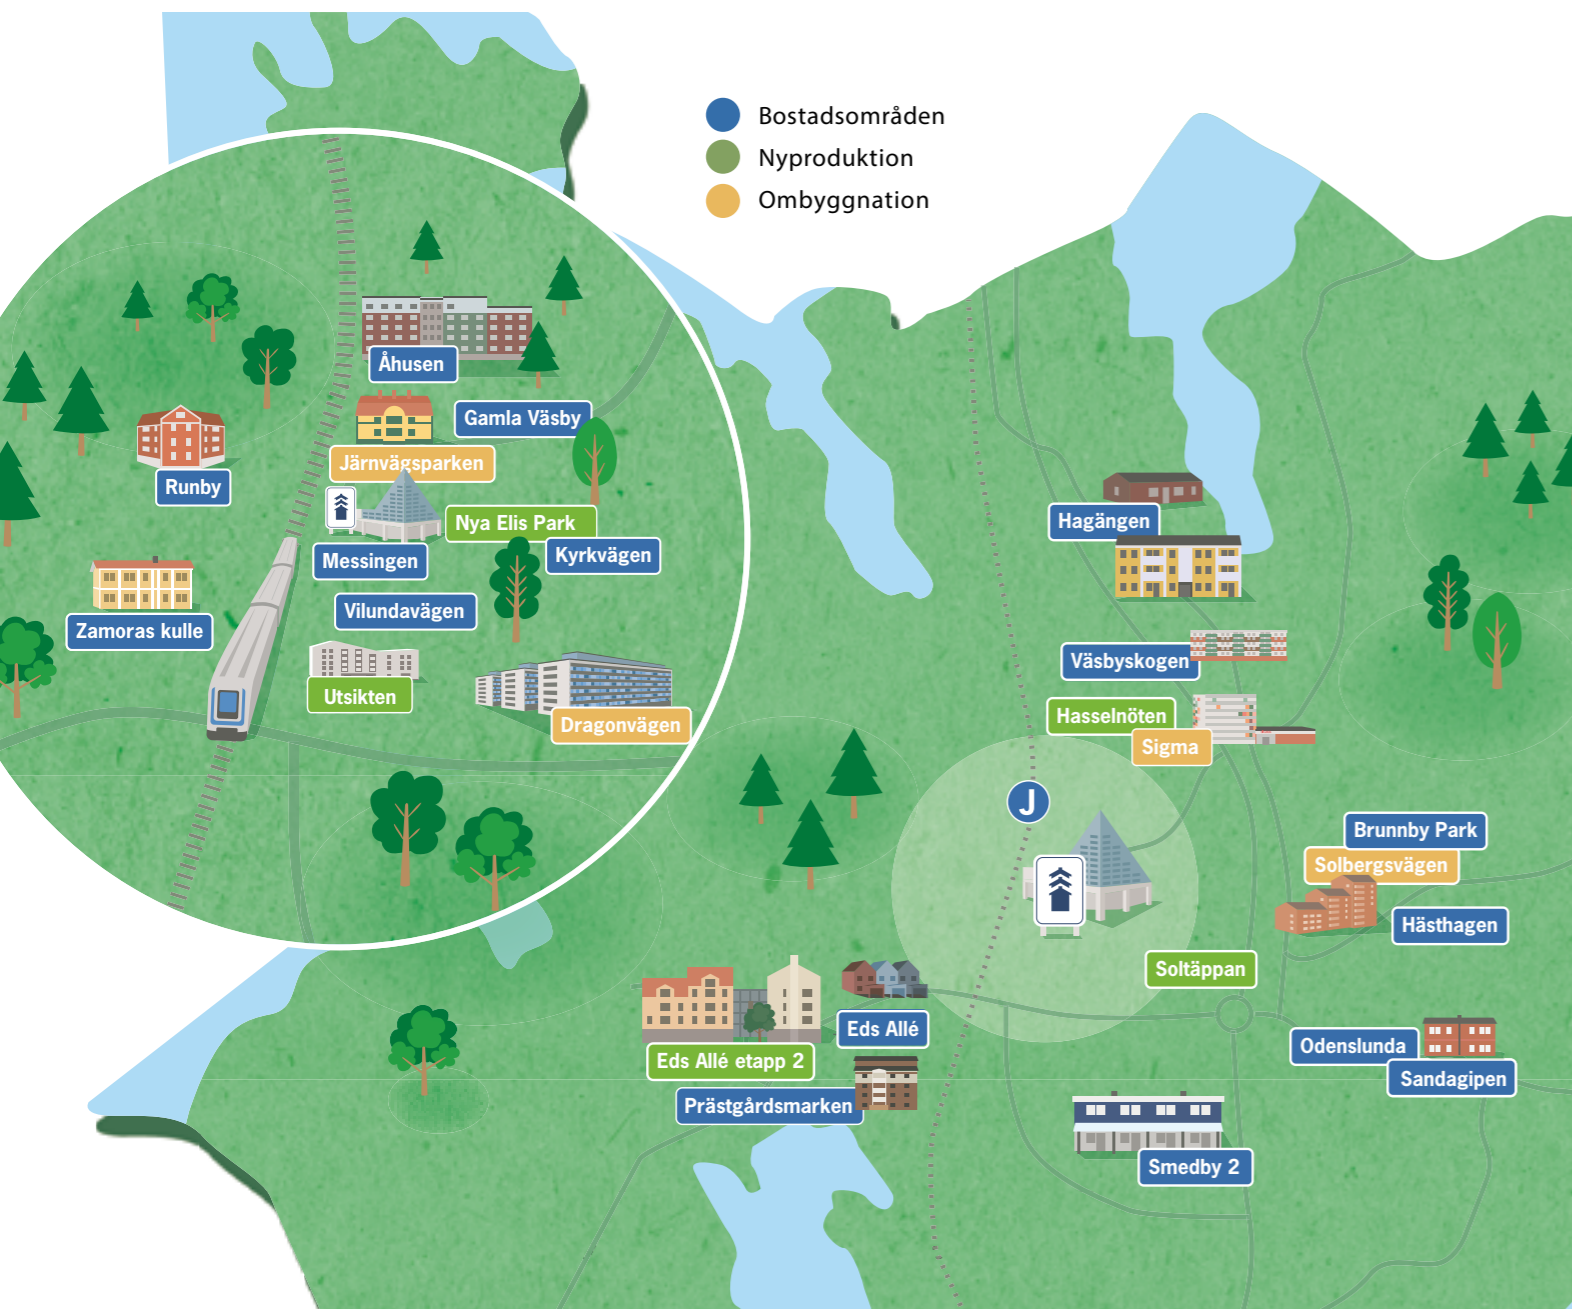 Bostadsområden
Nyproduktion
Ombyggnation
Åhusen
Gamla Väsby
Järnvägsparken
Runby
Nya Elis Park
Messingen
Kyrkvägen
Vilundavägen
Zamoras kulle
Utsikten
Dragonvägen
Hagängen
Väsbyskogen
Hasselnöten
Sigma
J
Brunnby Park
Solbergsvägen
Hästhagen
Soltäppan
Eds Allé
Eds Allé etapp 2
Prästgårdsmarken
Odenslunda
Sandagipen
Smedby 2